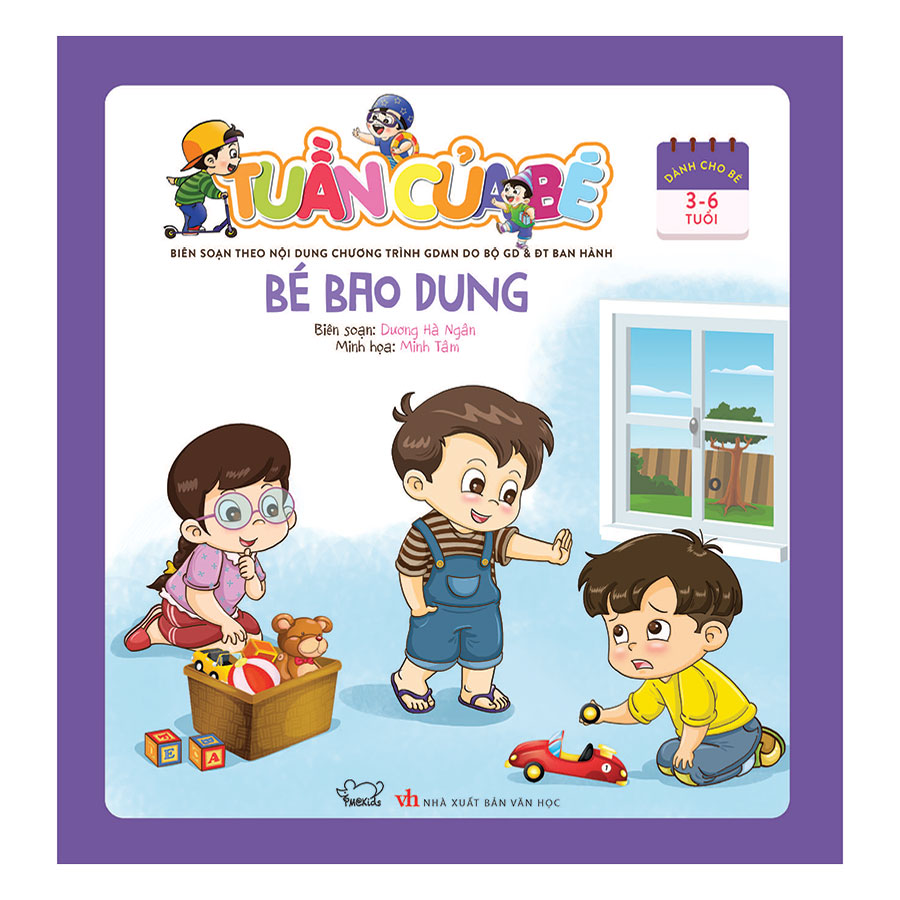 TUẦN CỦA BÉ
DÀNH CHO BÉ
3-6
TUỔI
BIÊN SOẠN THEO NỘI DUNG CHƯƠNG TRÌNH GDMN DO BỘ GD & ĐT BAN HÀNH
BÉ BAO DUNG
Biên soạn: Dương Hà Ngân
Minh họa: Minh Tâm
E
A
1
PMCKids
vh NHÀ XUẤT BẢN VĂN HỌC